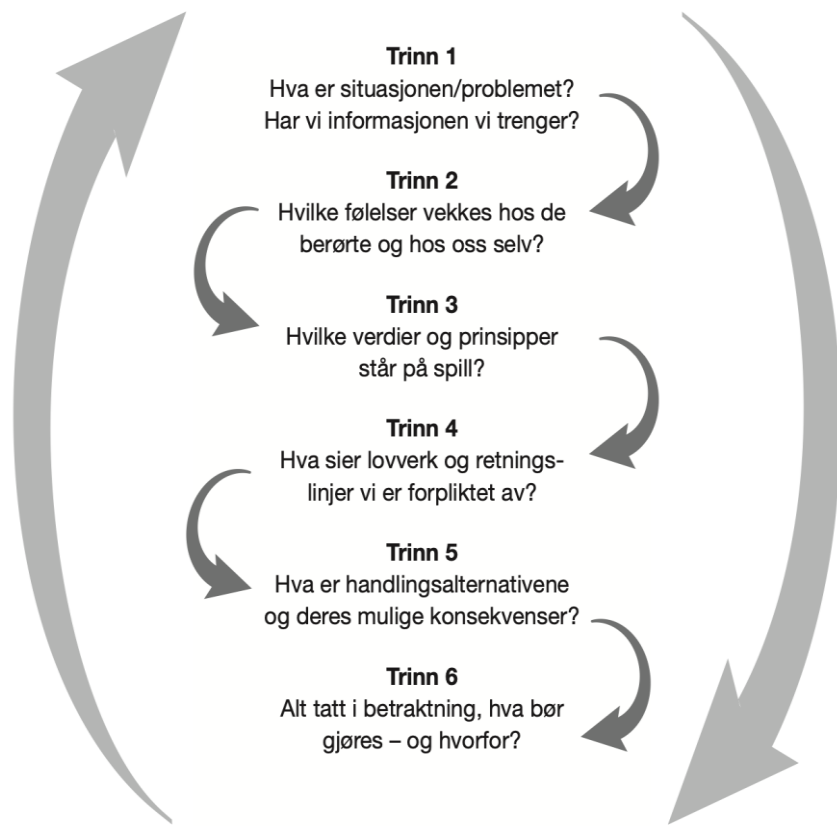 Trinn 1
Hva er situasjonen/problemet?
Har vi informasjonen vi trenger?
Trinn 2
Hvilke følelser vekkes hos de
berørte og hos oss selv?
Trinn 3
Hvilke verdier og prinsipper
står på spill?
Trinn 4
Hva sier lovverk og retnings-
linjer vi er forpliktet av?
Trinn 5
Hva er handlingsalternativene
og deres mulige konsekvenser?
Trinn 6
Alt tatt i betraktning, hva bør
gjøres – og hvorfor?